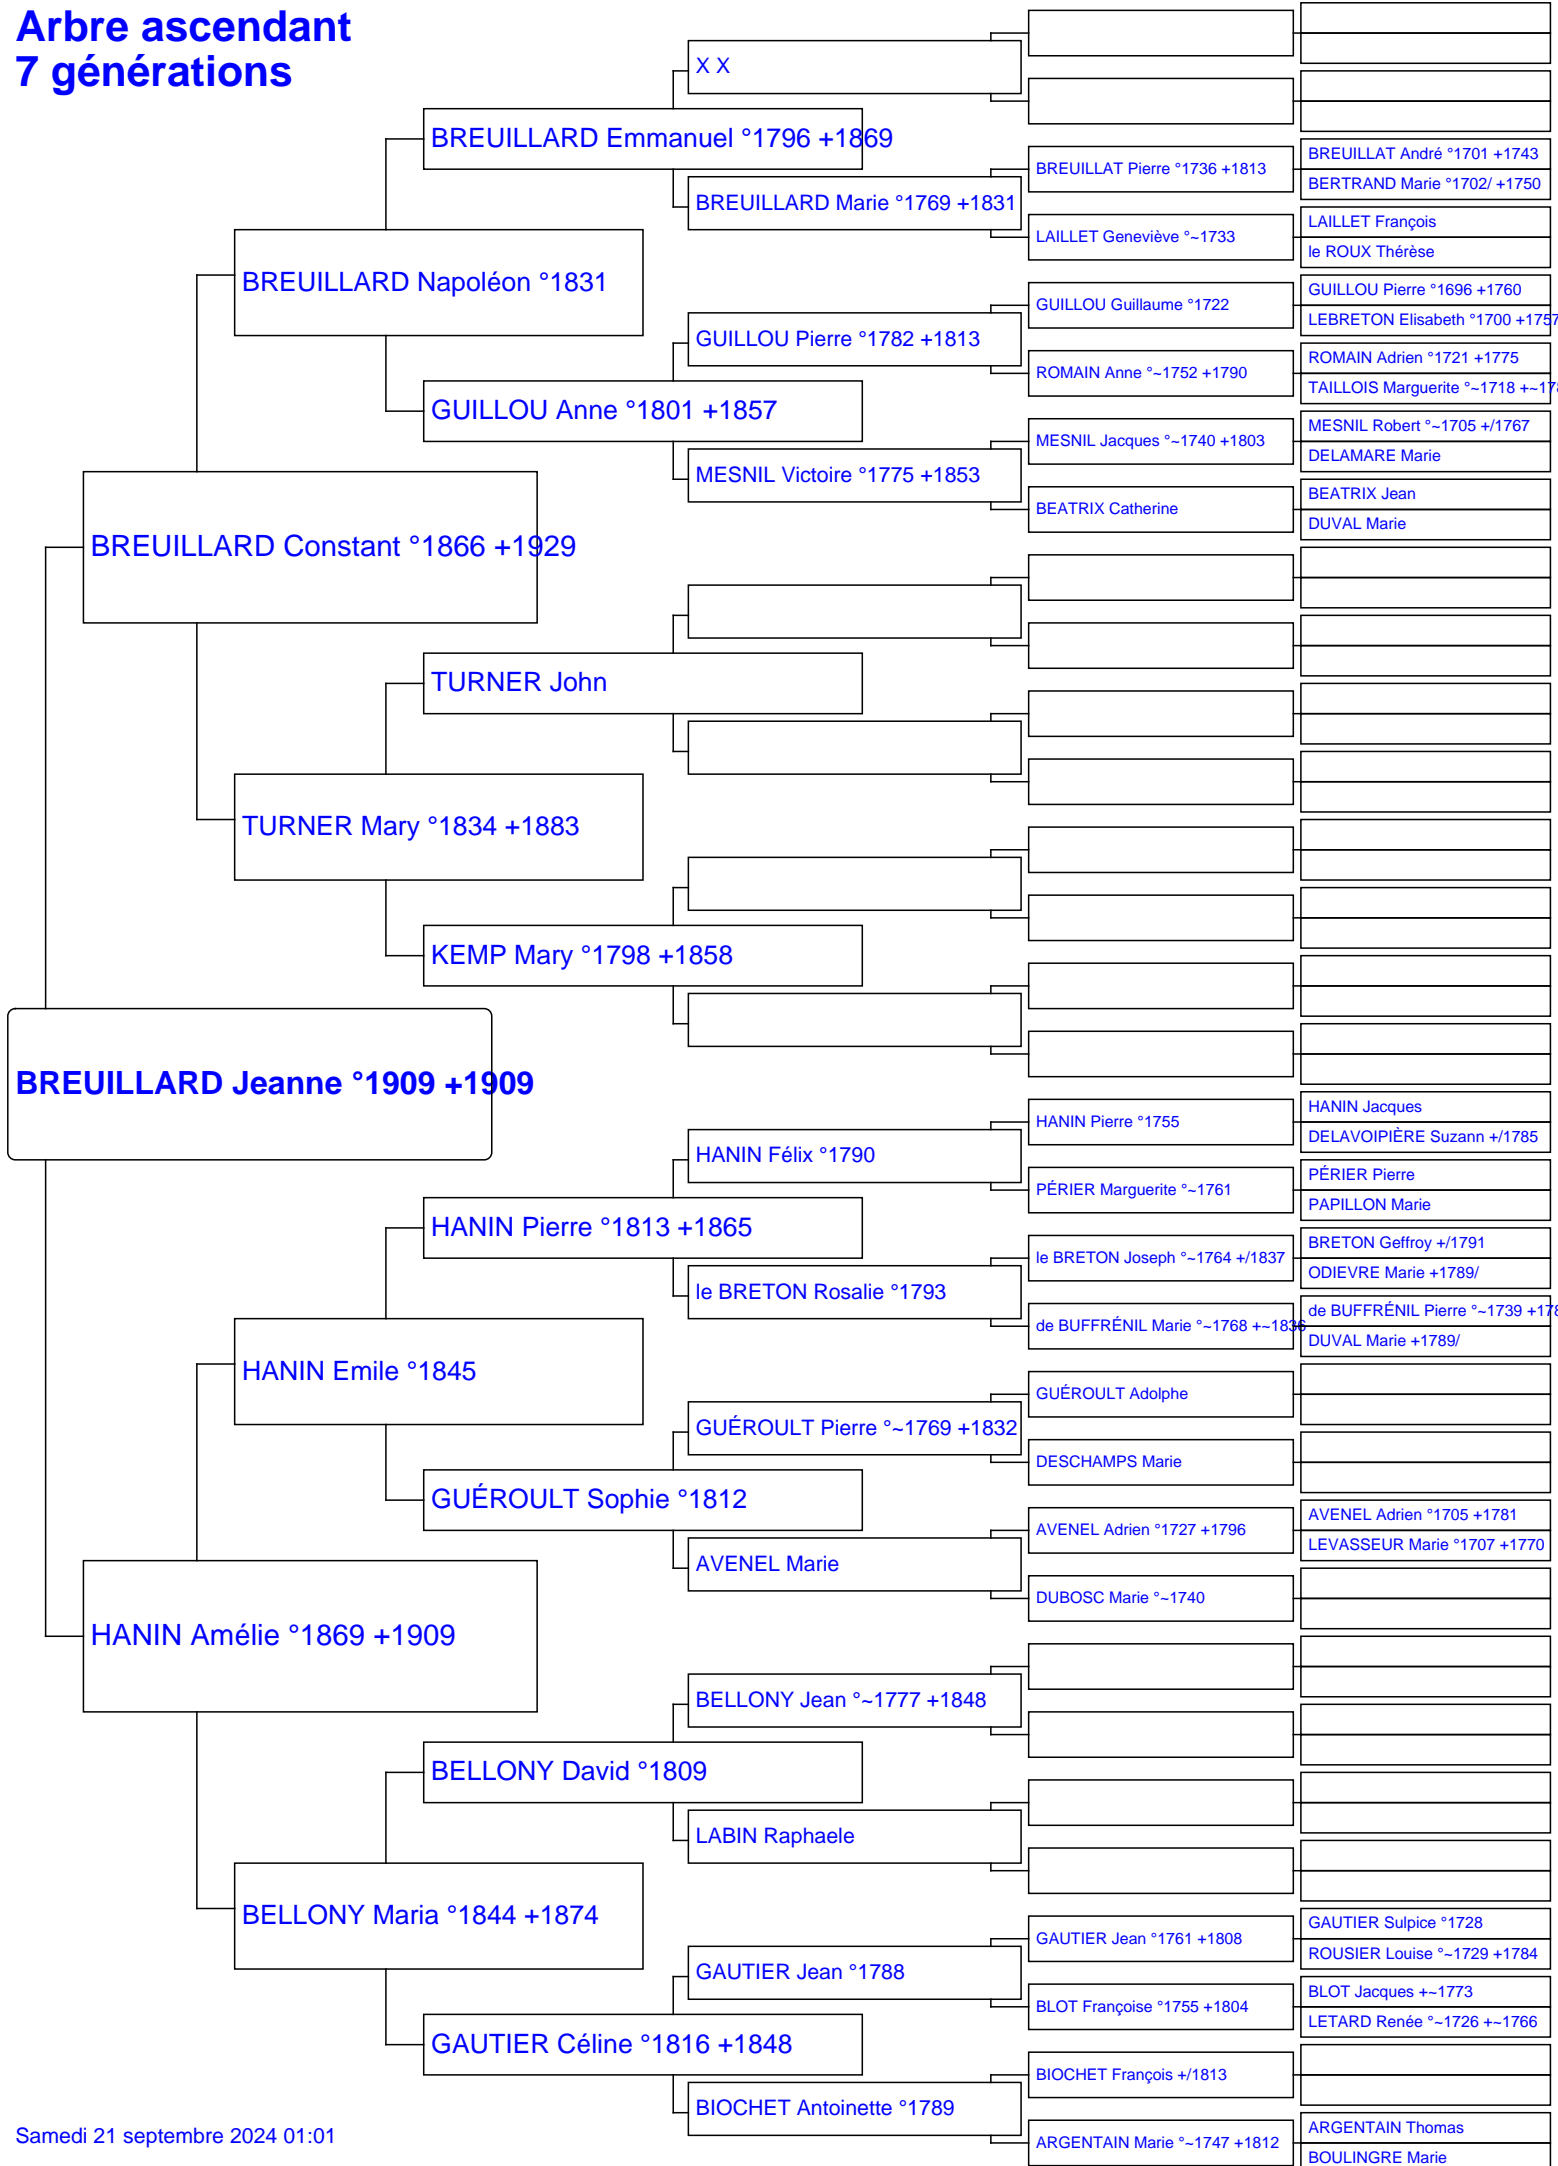 Arbre ascendant
7 générations
X X
BREUILLARD Emmanuel °1796 +1869
BREUILLAT Pierre °1736 +1813
BREUILLAT André °1701 +1743
BERTRAND Marie °1702/ +1750
BREUILLARD Marie °1769 +1831
LAILLET Geneviève °~1733
LAILLET François
le ROUX Thérèse
BREUILLARD Napoléon °1831
GUILLOU Guillaume °1722
GUILLOU Pierre °1696 +1760
LEBRETON Elisabeth °1700 +1757
GUILLOU Pierre °1782 +1813
ROMAIN Anne °~1752 +1790
ROMAIN Adrien °1721 +1775
TAILLOIS Marguerite °~1718 +~178
GUILLOU Anne °1801 +1857
MESNIL Jacques °~1740 +1803
MESNIL Robert °~1705 +/1767
DELAMARE Marie
MESNIL Victoire °1775 +1853
BEATRIX Catherine
BEATRIX Jean
DUVAL Marie
BREUILLARD Constant °1866 +1929
TURNER John
TURNER Mary °1834 +1883
KEMP Mary °1798 +1858
BREUILLARD Jeanne °1909 +1909
HANIN Pierre °1755
HANIN Jacques
DELAVOIPIÈRE Suzann +/1785
HANIN Félix °1790
PÉRIER Marguerite °~1761
PÉRIER Pierre
PAPILLON Marie
HANIN Pierre °1813 +1865
le BRETON Joseph °~1764 +/1837
BRETON Geffroy +/1791
ODIEVRE Marie +1789/
le BRETON Rosalie °1793
de BUFFRÉNIL Marie °~1768 +~1836
de BUFFRÉNIL Pierre °~1739 +178
DUVAL Marie +1789/
HANIN Emile °1845
GUÉROULT Adolphe
GUÉROULT Pierre °~1769 +1832
DESCHAMPS Marie
GUÉROULT Sophie °1812
AVENEL Adrien °1727 +1796
AVENEL Adrien °1705 +1781
LEVASSEUR Marie °1707 +1770
AVENEL Marie
DUBOSC Marie °~1740
HANIN Amélie °1869 +1909
BELLONY Jean °~1777 +1848
BELLONY David °1809
LABIN Raphaele
BELLONY Maria °1844 +1874
GAUTIER Jean °1761 +1808
GAUTIER Sulpice °1728
ROUSIER Louise °~1729 +1784
GAUTIER Jean °1788
BLOT Françoise °1755 +1804
BLOT Jacques +~1773
LETARD Renée °~1726 +~1766
GAUTIER Céline °1816 +1848
BIOCHET François +/1813
BIOCHET Antoinette °1789
ARGENTAIN Marie °~1747 +1812
ARGENTAIN Thomas
BOULINGRE Marie
Samedi 21 septembre 2024 01:01